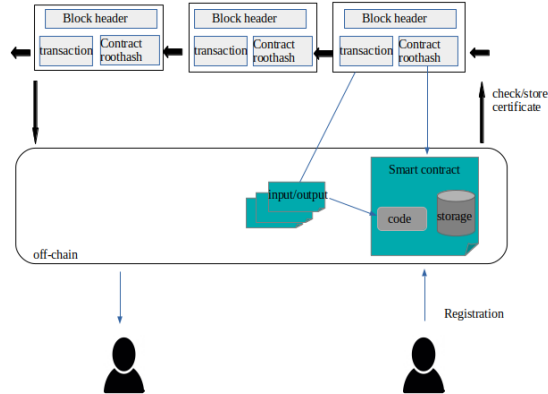 Block header
transaction
Contract
roothash
Block header
transaction
Contract
roothash
Block header
transaction
Contract
roothash
check/store
certificate
Smart contract
input/output
code
storage
off-chain
Registration